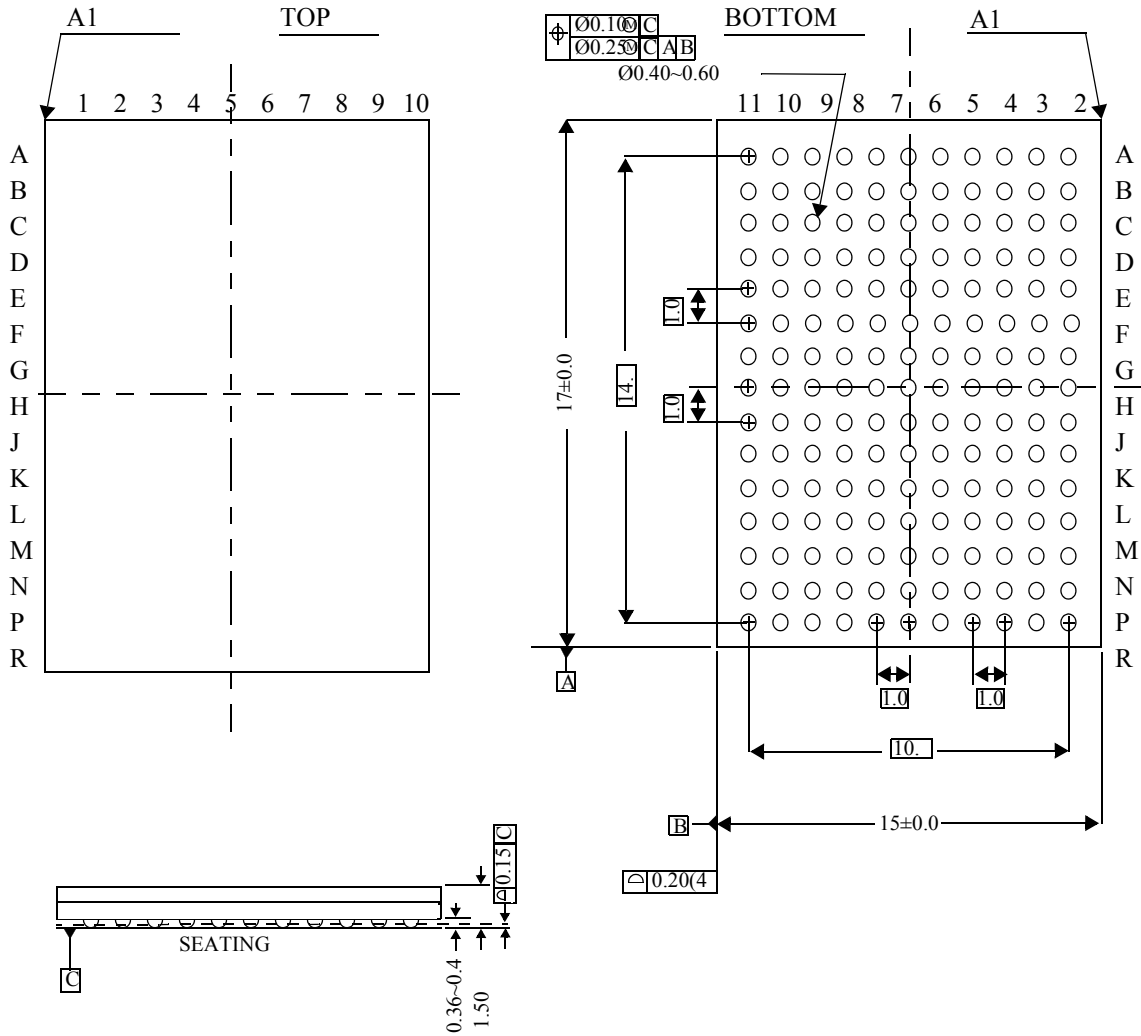 A1 TOP
1 2 3 4 5 6 7 8 9 10
A
B
C
D
E
F
G
H
J
K
L
M
N
P
R
Ø0.10Ⓜ C
Ø0.25Ⓜ C A B
Ø0.40~0.60
BOTTOM A1
11 10 9 8 7 6 5 4 3 2
A
B
C
D
E
F
G
H
J
K
L
M
N
P
R
1.0
1.0
14.
17±0.0
A
1.0 1.0
10.
B
15±0.0
0.20(4
0.15 C
SEATING
C
0.36~0.4
1.50